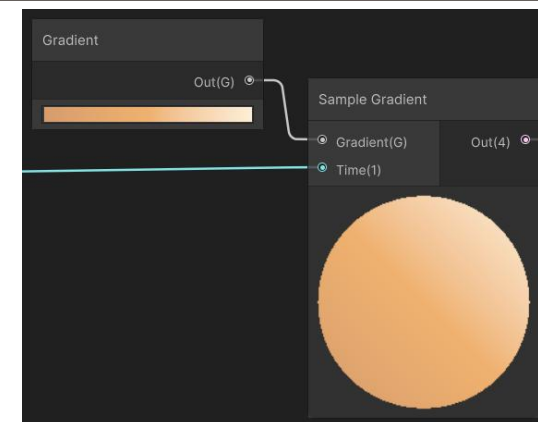 Gradient
Out(G)
Sample Gradient
Gradient(G)
Out(4)
Time(1)